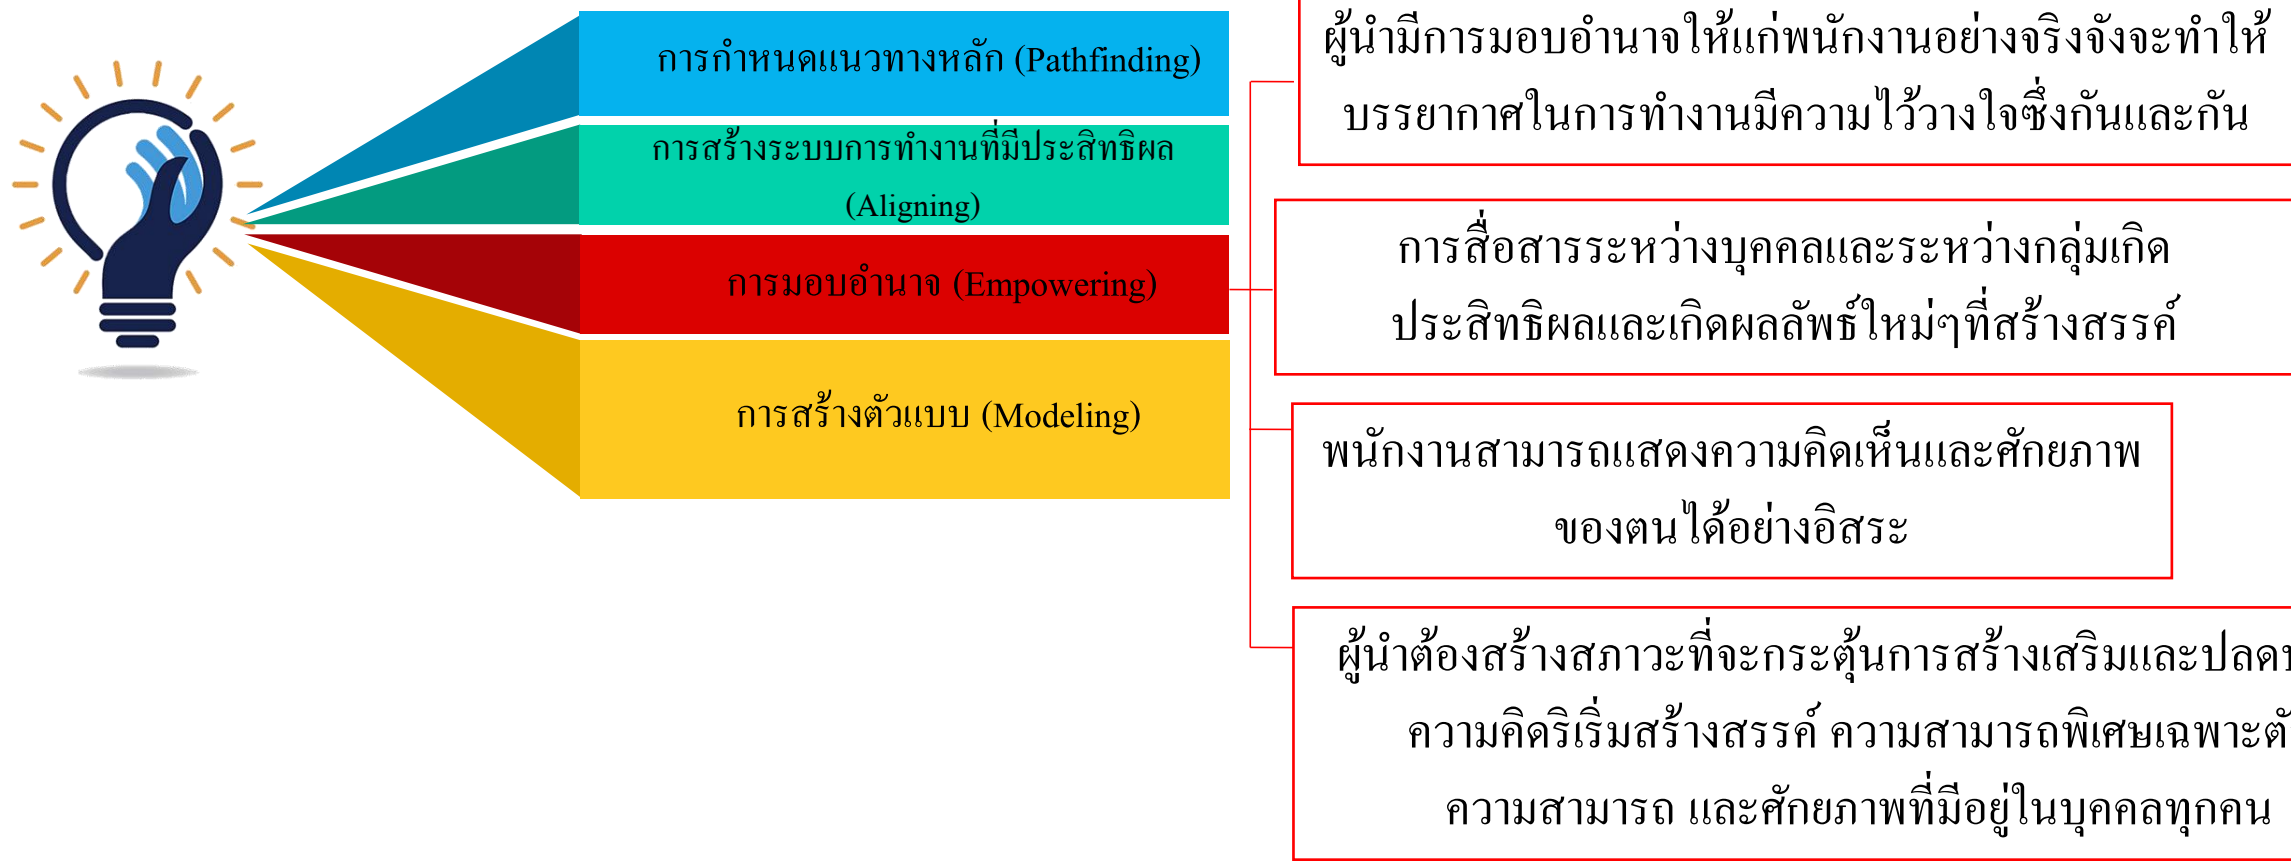 การกำหนดแนวทางหลัก (Pathfinding)
การสร้างระบบการทำงานที่มีประสิทธิผล
(Aligning)
การมอบอำนาจ (Empowering)
การสร้างตัวแบบ (Modeling)
ผู้นำมีการมอบอำนาจให้แก่พนักงานอย่างจริงจังจะทำให้
บรรยากาศในการทำงานมีความไว้วางใจซึ่งกันและกัน
การสื่อสารระหว่างบุคคลและระหว่างกลุ่มเกิด
ประสิทธิผลและเกิดผลลัพธ์ใหม่ๆที่สร้างสรรค์
พนักงานสามารถแสดงความคิดเห็นและศักยภาพ
ของตนได้อย่างอิสระ
ผู้นำต้องสร้างสภาวะที่จะกระตุ้นการสร้างเสริมและ
ความคิดริเริ่มสร้างสรรค์ ความสามารถพิเศษเฉพาะ
ความสามารถ และศักยภาพที่มีอยู่ในบุคคลทุกคน